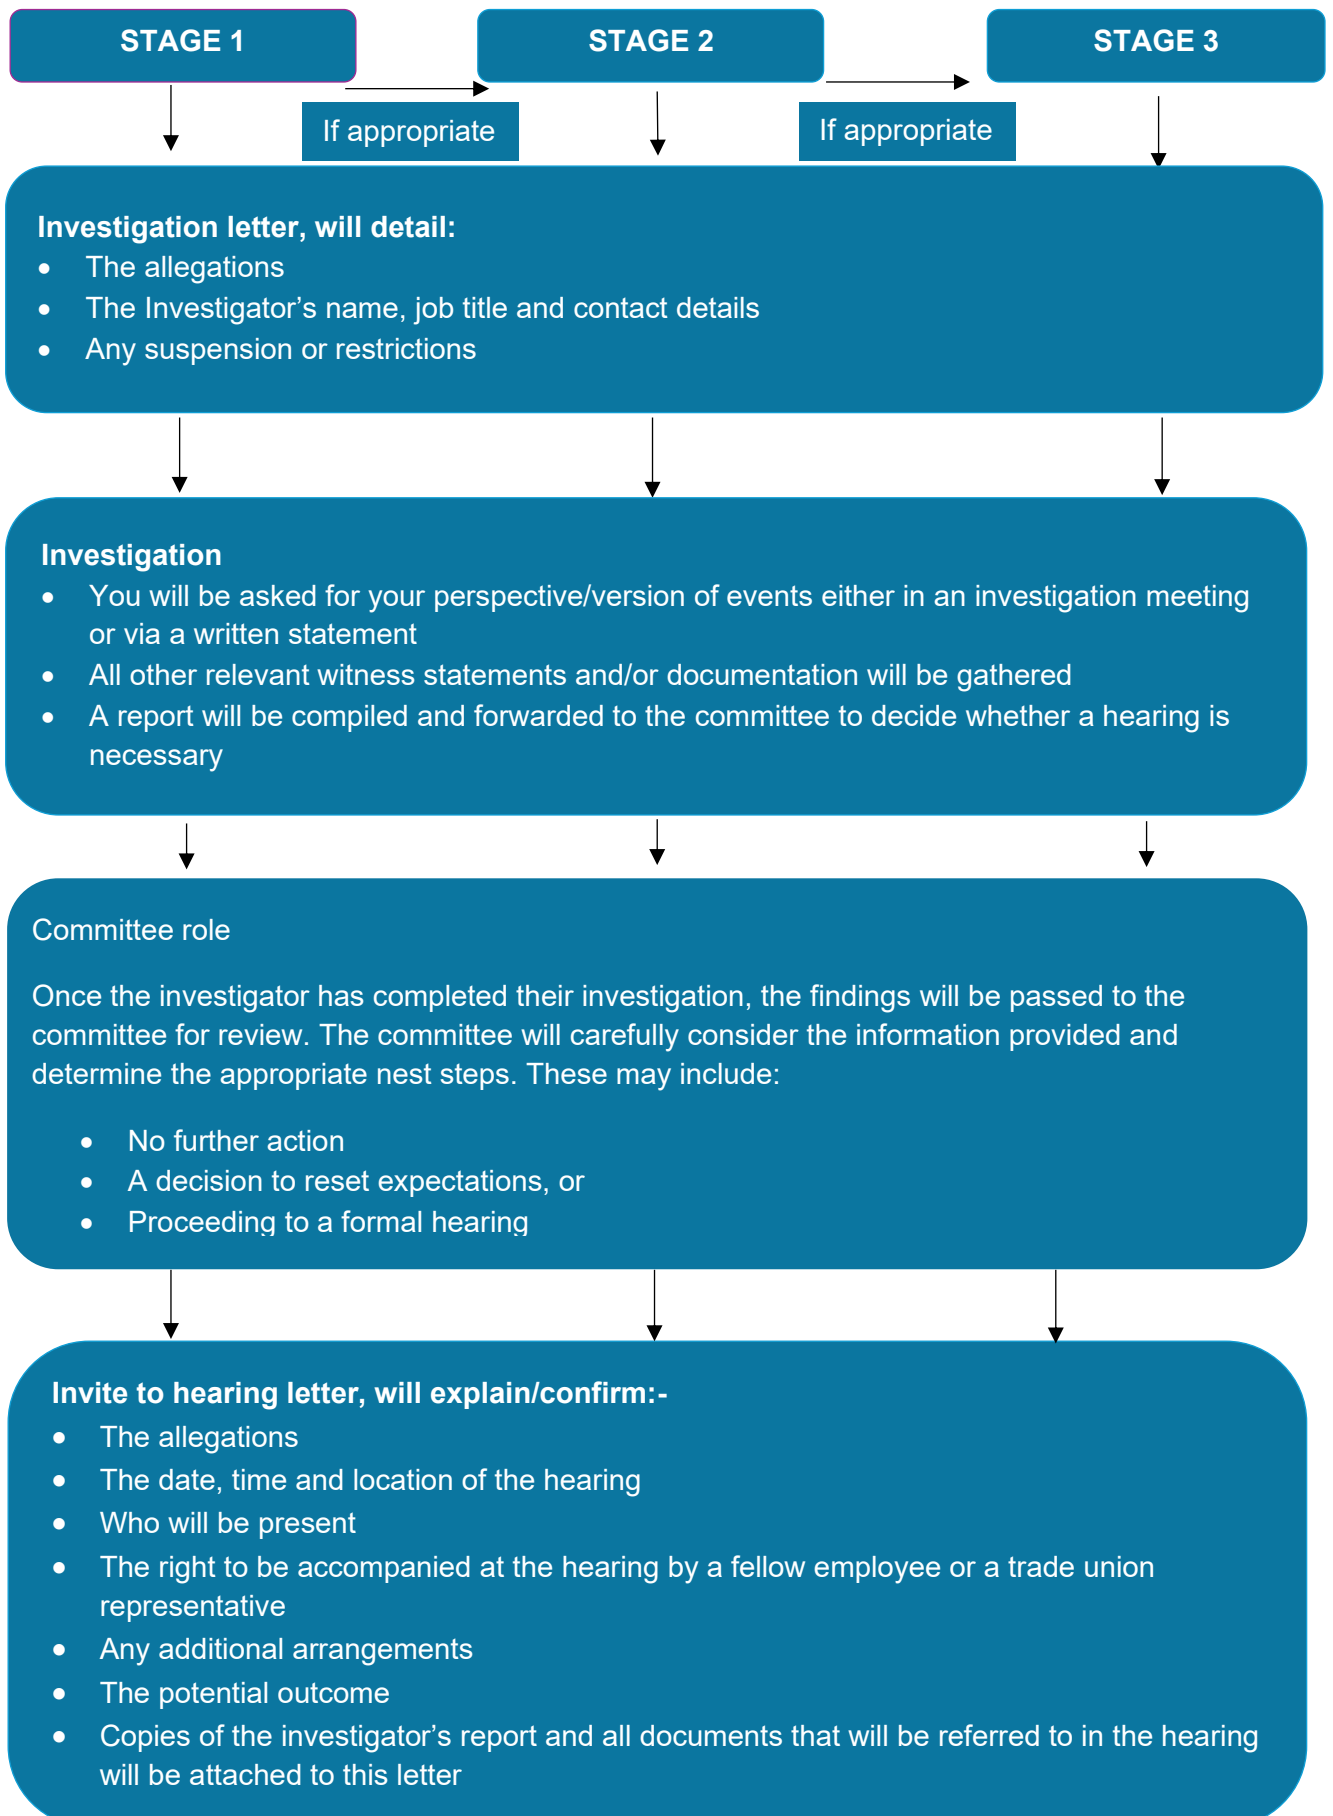 STAGE 1
STAGE 2
STAGE 3
If appropriate
If appropriate
Investigation letter, will detail:
• The allegations
• The Investigator’s name, job title and contact details
• Any suspension or restrictions
Investigation
• You will be asked for your perspective/version of events either in an investigation meeting
or via a written statement
• All other relevant witness statements and/or documentation will be gathered
• A report will be compiled and forwarded to the committee to decide whether a hearing is
necessary
Committee role
Once the investigator has completed their investigation, the findings will be passed to the
committee for review. The committee will carefully consider the information provided and
determine the appropriate nest steps. These may include:
• No further action
• A decision to reset expectations, or
• Proceeding to a formal hearing
Invite to hearing letter, will explain/confirm:-
• The allegations
• The date, time and location of the hearing
• Who will be present
• The right to be accompanied at the hearing by a fellow employee or a trade union
representative
• Any additional arrangements
• The potential outcome
• Copies of the investigator’s report and all documents that will be referred to in the hearing
will be attached to this letter